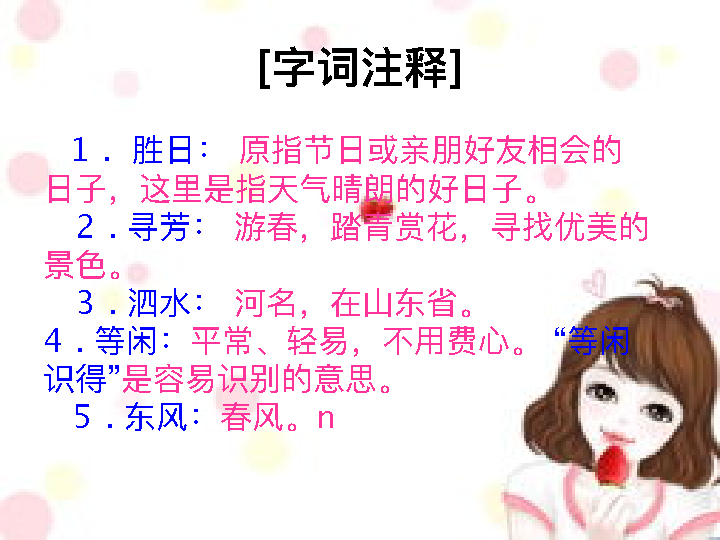 [字词注释]
１．胜日： 原指节日或亲朋好友相会的
日子，这里是指天气晴朗的好日子。
２．寻芳： 游春，踏青赏花，寻找优美的
景色。
３．泗水： 河名，在山东省。
４．等闲：平常、轻易，不用费心。“等闲
识得”是容易识别的意思。
５．东风：春风。n